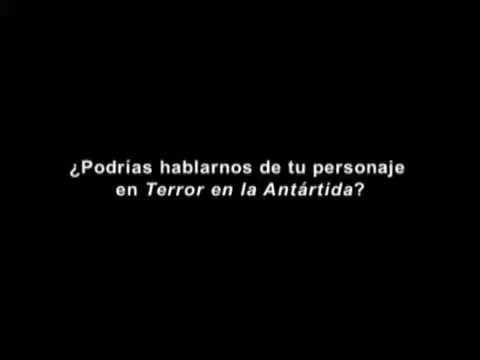 ¿Podrías hablarnos de tu personaje
en Terror en la Antártida?